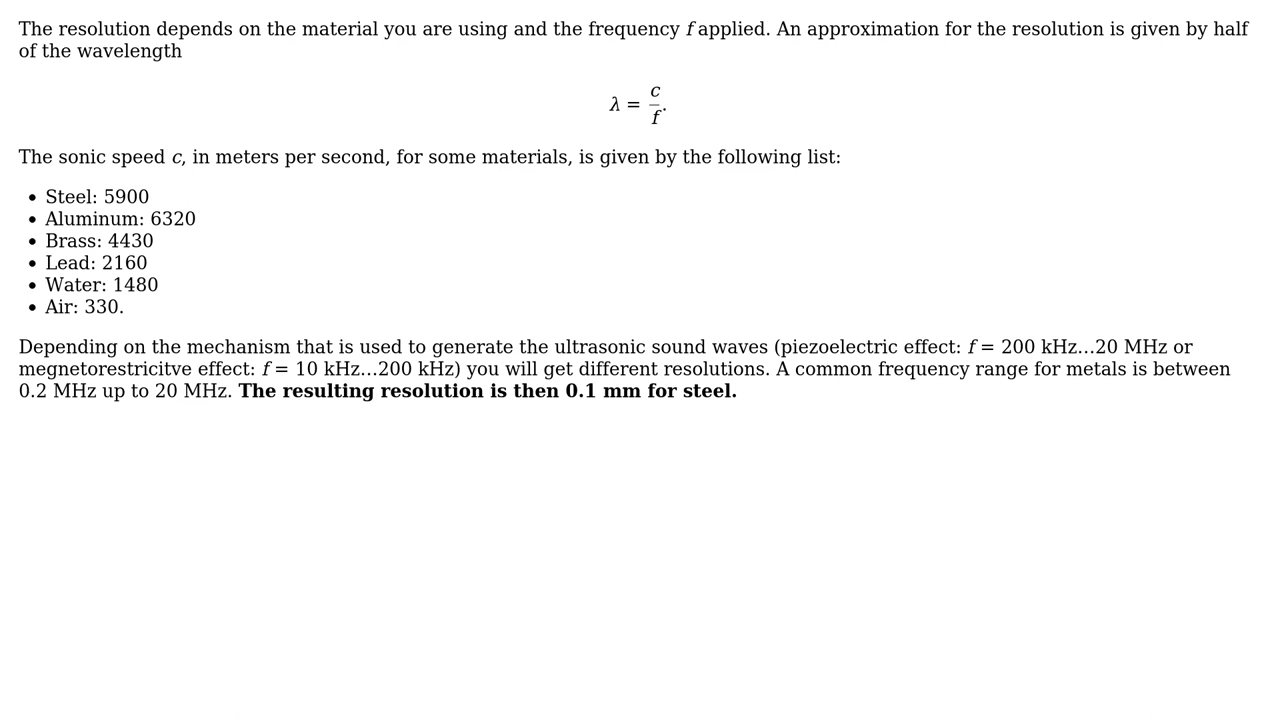 The resolution depends on the material you are using and the frequency f applied. An approximation for the resolution is given by half
of the wavelength
λ = c/f.
The sonic speed c, in meters per second, for some materials, is given by the following list:
• Steel: 5900
• Aluminum: 6320
• Brass: 4430
• Lead: 2160
• Water: 1480
• Air: 330.
Depending on the mechanism that is used to generate the ultrasonic sound waves (piezoelectric effect: f = 200 kHz…20 MHz or
megnetorestricitve effect: f = 10 kHz…200 kHz) you will get different resolutions. A common frequency range for metals is between
0.2 MHz up to 20 MHz. The resulting resolution is then 0.1 mm for steel.